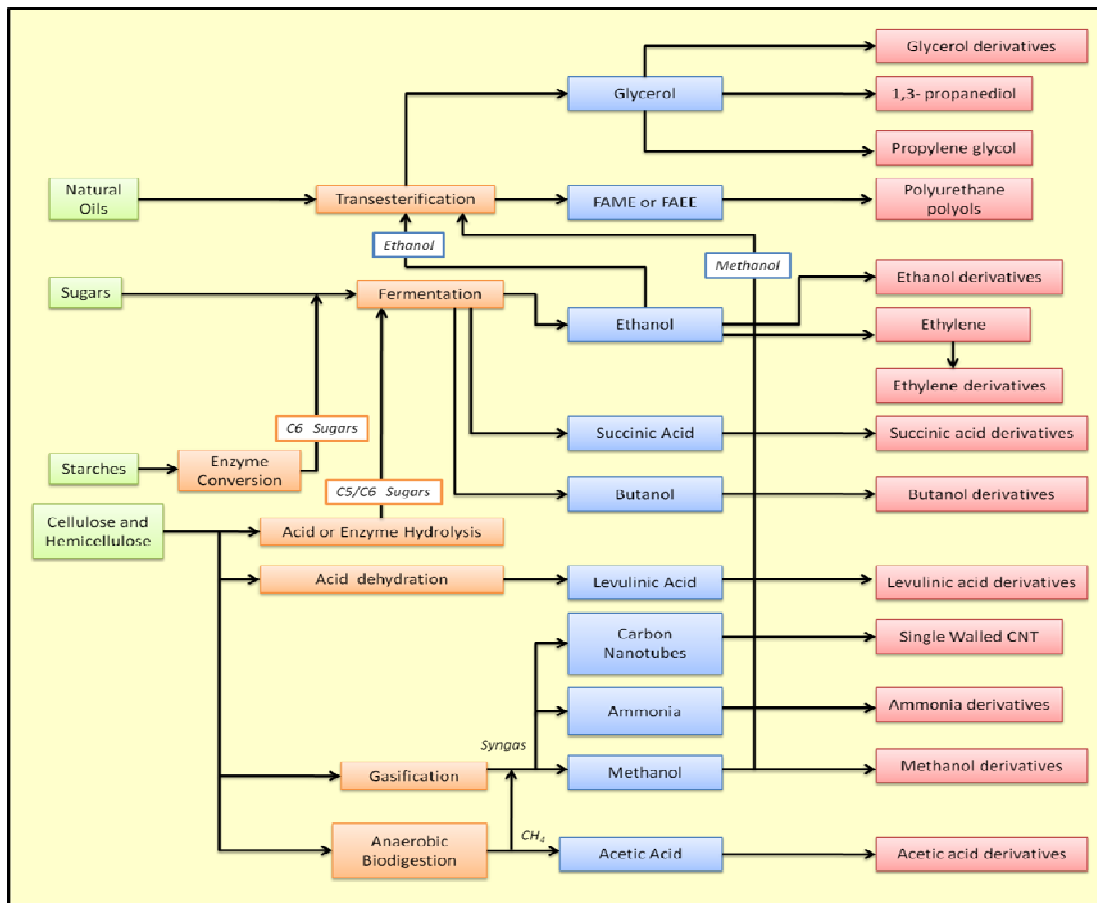 Glycerol derivatives
Glycerol
1,3- propanediol
Propylene glycol
Natural
Oils
Transesterification
FAME or FAEE
Polyurethane
polyols
Ethanol
Methanol
Sugars
Fermentation
Ethanol
Ethanol derivatives
Ethylene
Ethylene derivatives
C6 Sugars
Succinic Acid
Succinic acid derivatives
Starches
Enzyme
Conversion
C5/C6 Sugars
Butanol
Butanol derivatives
Cellulose and
Hemicellulose
Acid or Enzyme Hydrolysis
Acid dehydration
Levulinic Acid
Levulinic acid derivatives
Carbon
Nanotubes
Single Walled CNT
Ammonia
Ammonia derivatives
Syngas
Gasification
Methanol
Methanol derivatives
Anaerobic
Biodigestion
CH₄
Acetic Acid
Acetic acid derivatives